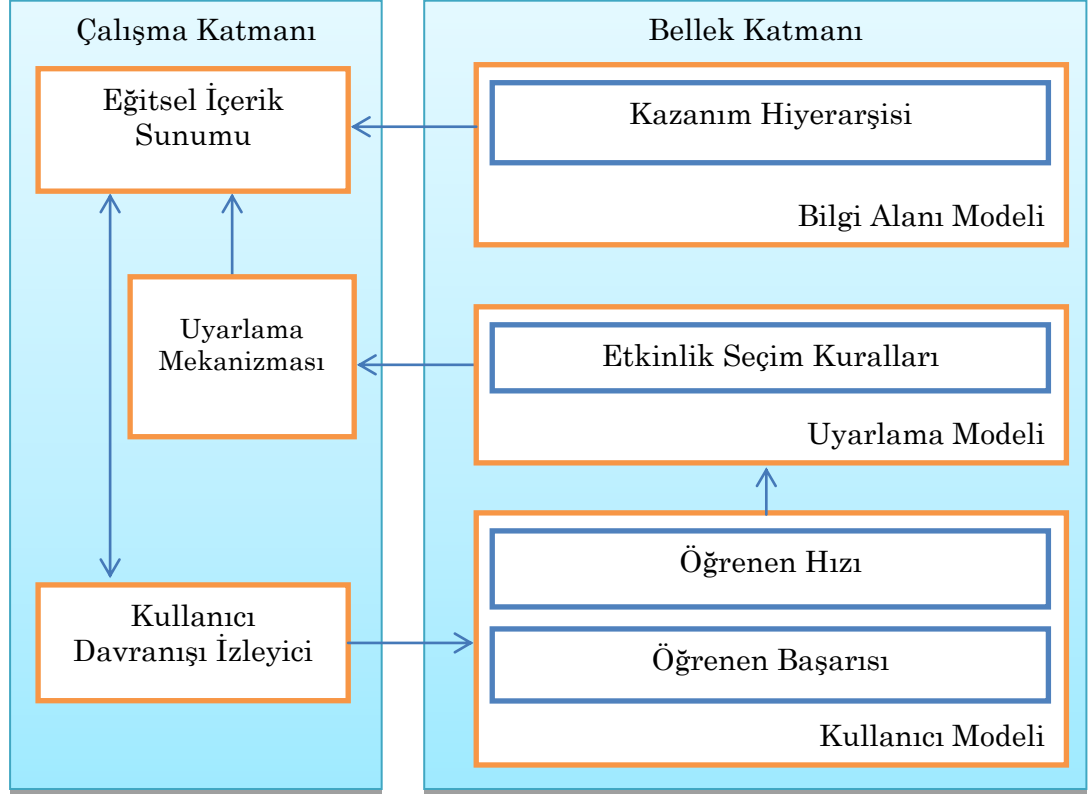 Çalışma Katmanı
Eğitsel İçerik
Sunumu
Uyarlama
Mekanizması
Kullanıcı
Davranışı İzleyici
Bellek Katmanı
Kazanım Hiyerarşisi
Bilgi Alanı Modeli
Etkinlik Seçim Kuralları
Uyarlama Modeli
Öğrenen Hızı
Öğrenen Başarısı
Kullanıcı Modeli